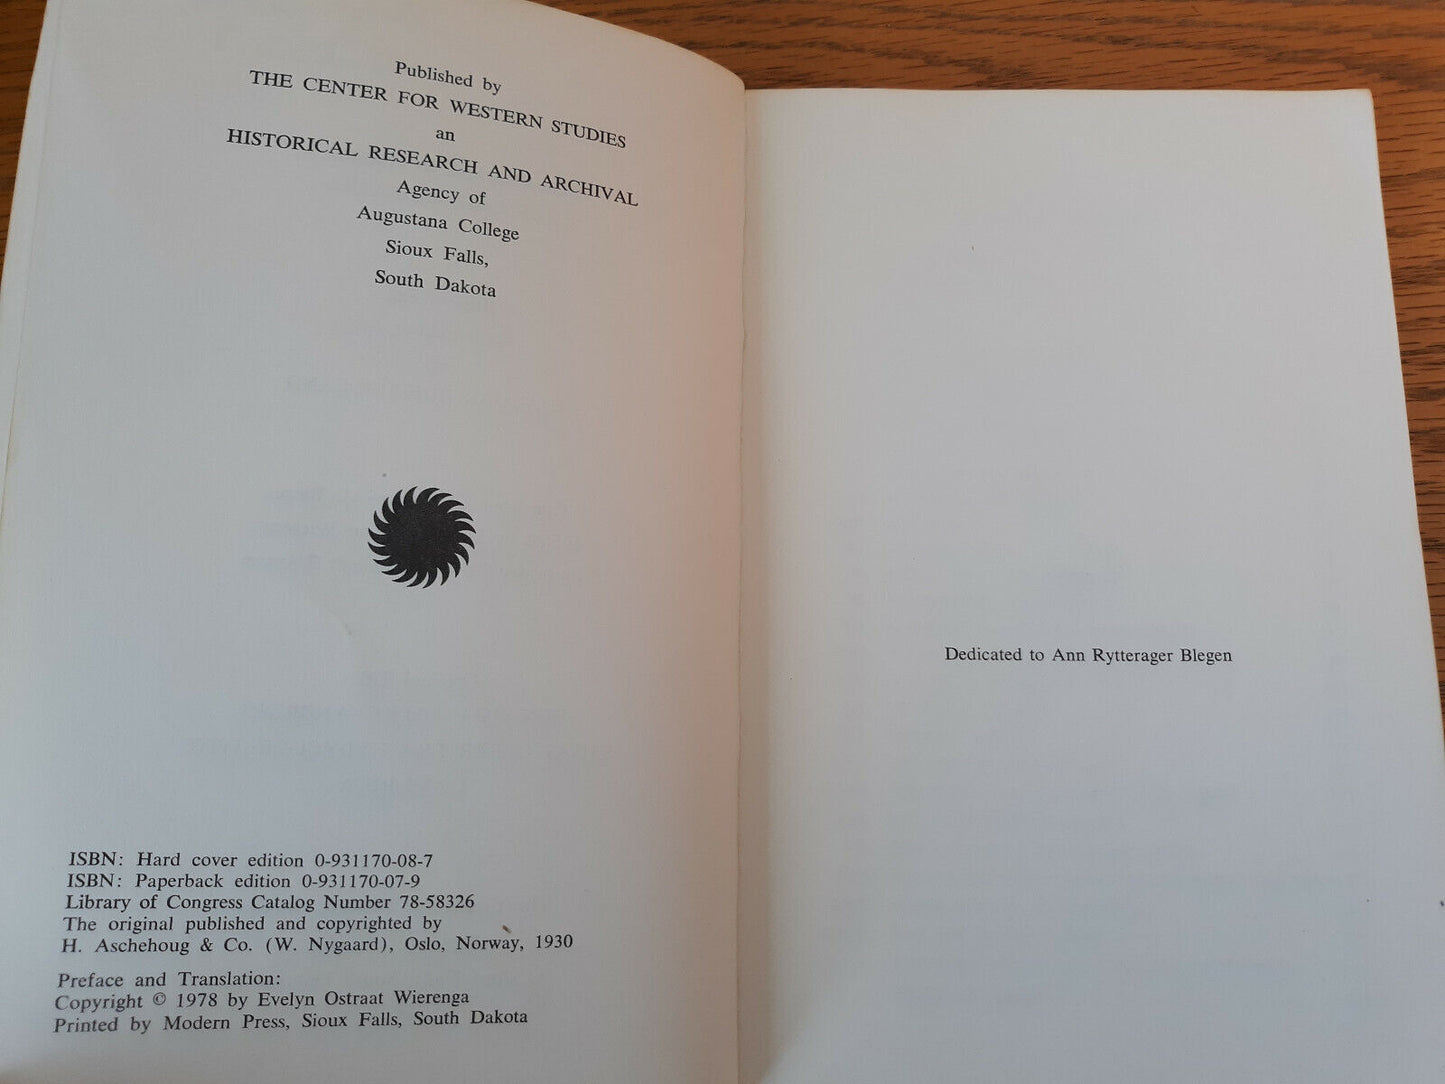 Published by
THE CENTER FOR WESTERN STUDIES
an
HISTORICAL RESEARCH AND ARCHIVAL
Agency of
Augustana College
Sioux Falls,
South Dakota
ISBN: Hard cover edition 0-931170-08-7
ISBN: Paperback edition 0-931170-07-9
Library of Congress Catalog Number 78-58326
The original published and copyrighted by
H. Aschehoug & Co. (W. Nygaard), Oslo, Norway, 1930
Preface and Translation:
Copyright © 1978 by Evelyn Ostraat Wierenga
Printed by Modern Press, Sioux Falls, South Dakota
Dedicated to Ann Rytterager Blegen